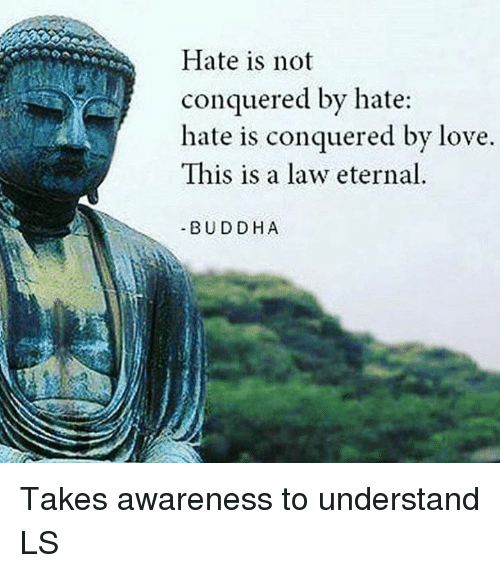 Hate is not
conquered by hate:
hate is conquered by love.
This is a law eternal.
-BUDDHA
Takes awareness to understand
LS